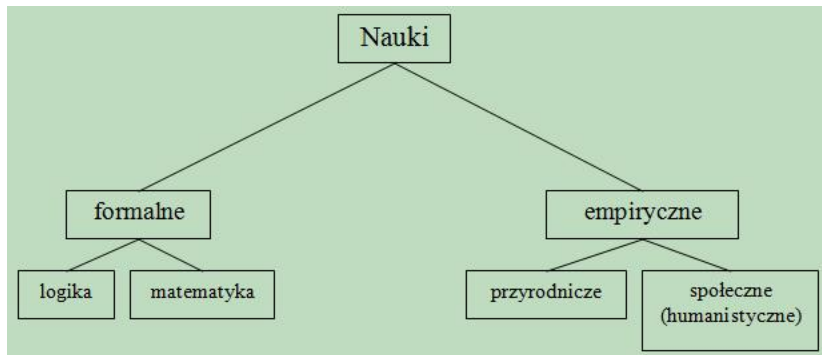 Nauki
formalne
empiryczne
logika
matematyka
przyrodnicze
społeczne
(humanistyczne)